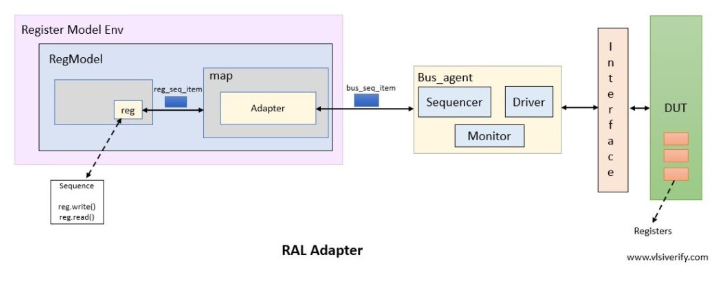 Register Model Env
RegModel
map
reg_seq_item
reg
Adapter
bus_seq_item
Bus_agent
Sequencer
Driver
Monitor
Interface
DUT
Sequence
reg.write()
reg.read()
Registers
RAL Adapter
www.vlsiverify.com